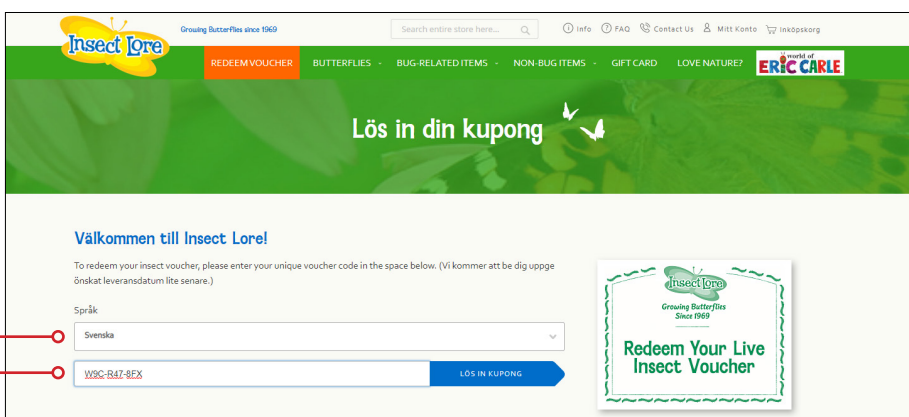 Insect Lore
Growing Butterflies since 1969
Search entire store here...
Info FAQ Contact Us Mitt Konto Inköpskorg
REDEEM VOUCHER BUTTERFLIES - BUG-RELATED ITEMS - NON-BUG ITEMS - GIFT CARD LOVE NATURE? world of ERIC CARLE
Lös in din kupong
Välkommen till Insect Lore!
To redeem your insect voucher, please enter your unique voucher code in the space below. (Vi kommer att be dig uppge
önskat leveransdatum lite senare.)
Språk
Svenska
W9C-R47-8FX LÖS IN KUPONG
Insect Lore
Growing Butterflies
Since 1969
Redeem Your Live
Insect Voucher